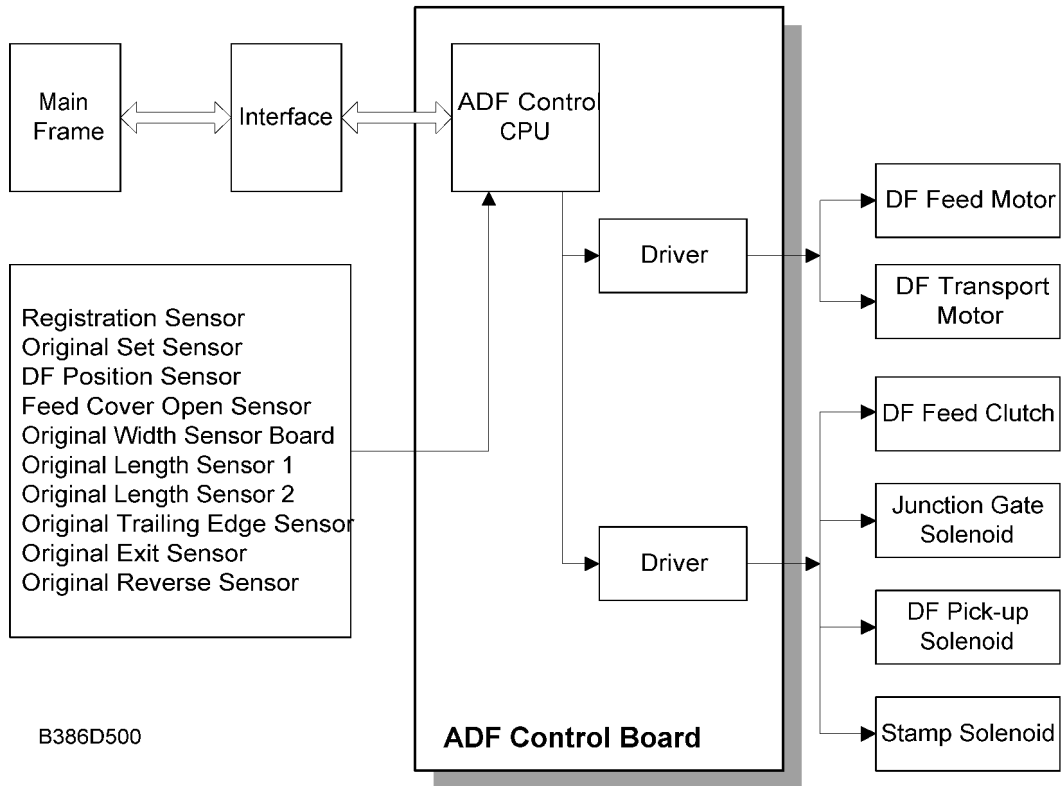 Main
Frame
Interface
ADF Control
CPU
Driver
DF Feed Motor
DF Transport
Motor
Registration Sensor
Original Set Sensor
DF Position Sensor
Feed Cover Open Sensor
Original Width Sensor Board
Original Length Sensor 1
Original Length Sensor 2
Original Trailing Edge Sensor
Original Exit Sensor
Original Reverse Sensor
Driver
DF Feed Clutch
Junction Gate
Solenoid
DF Pick-up
Solenoid
Stamp Solenoid
B386D500
ADF Control Board